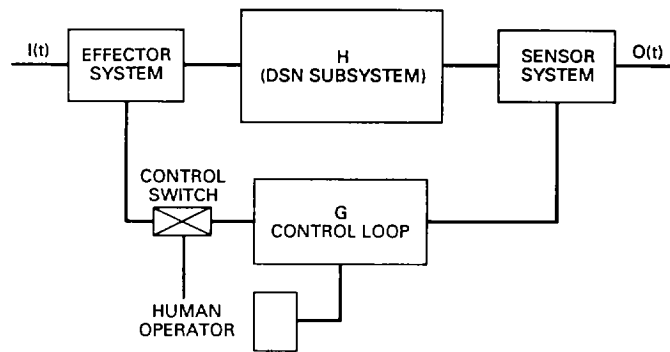 I(t)
EFFECTOR
SYSTEM
H
(DSN SUBSYSTEM)
SENSOR
SYSTEM
O(t)
CONTROL
SWITCH
G
CONTROL LOOP
HUMAN
OPERATOR